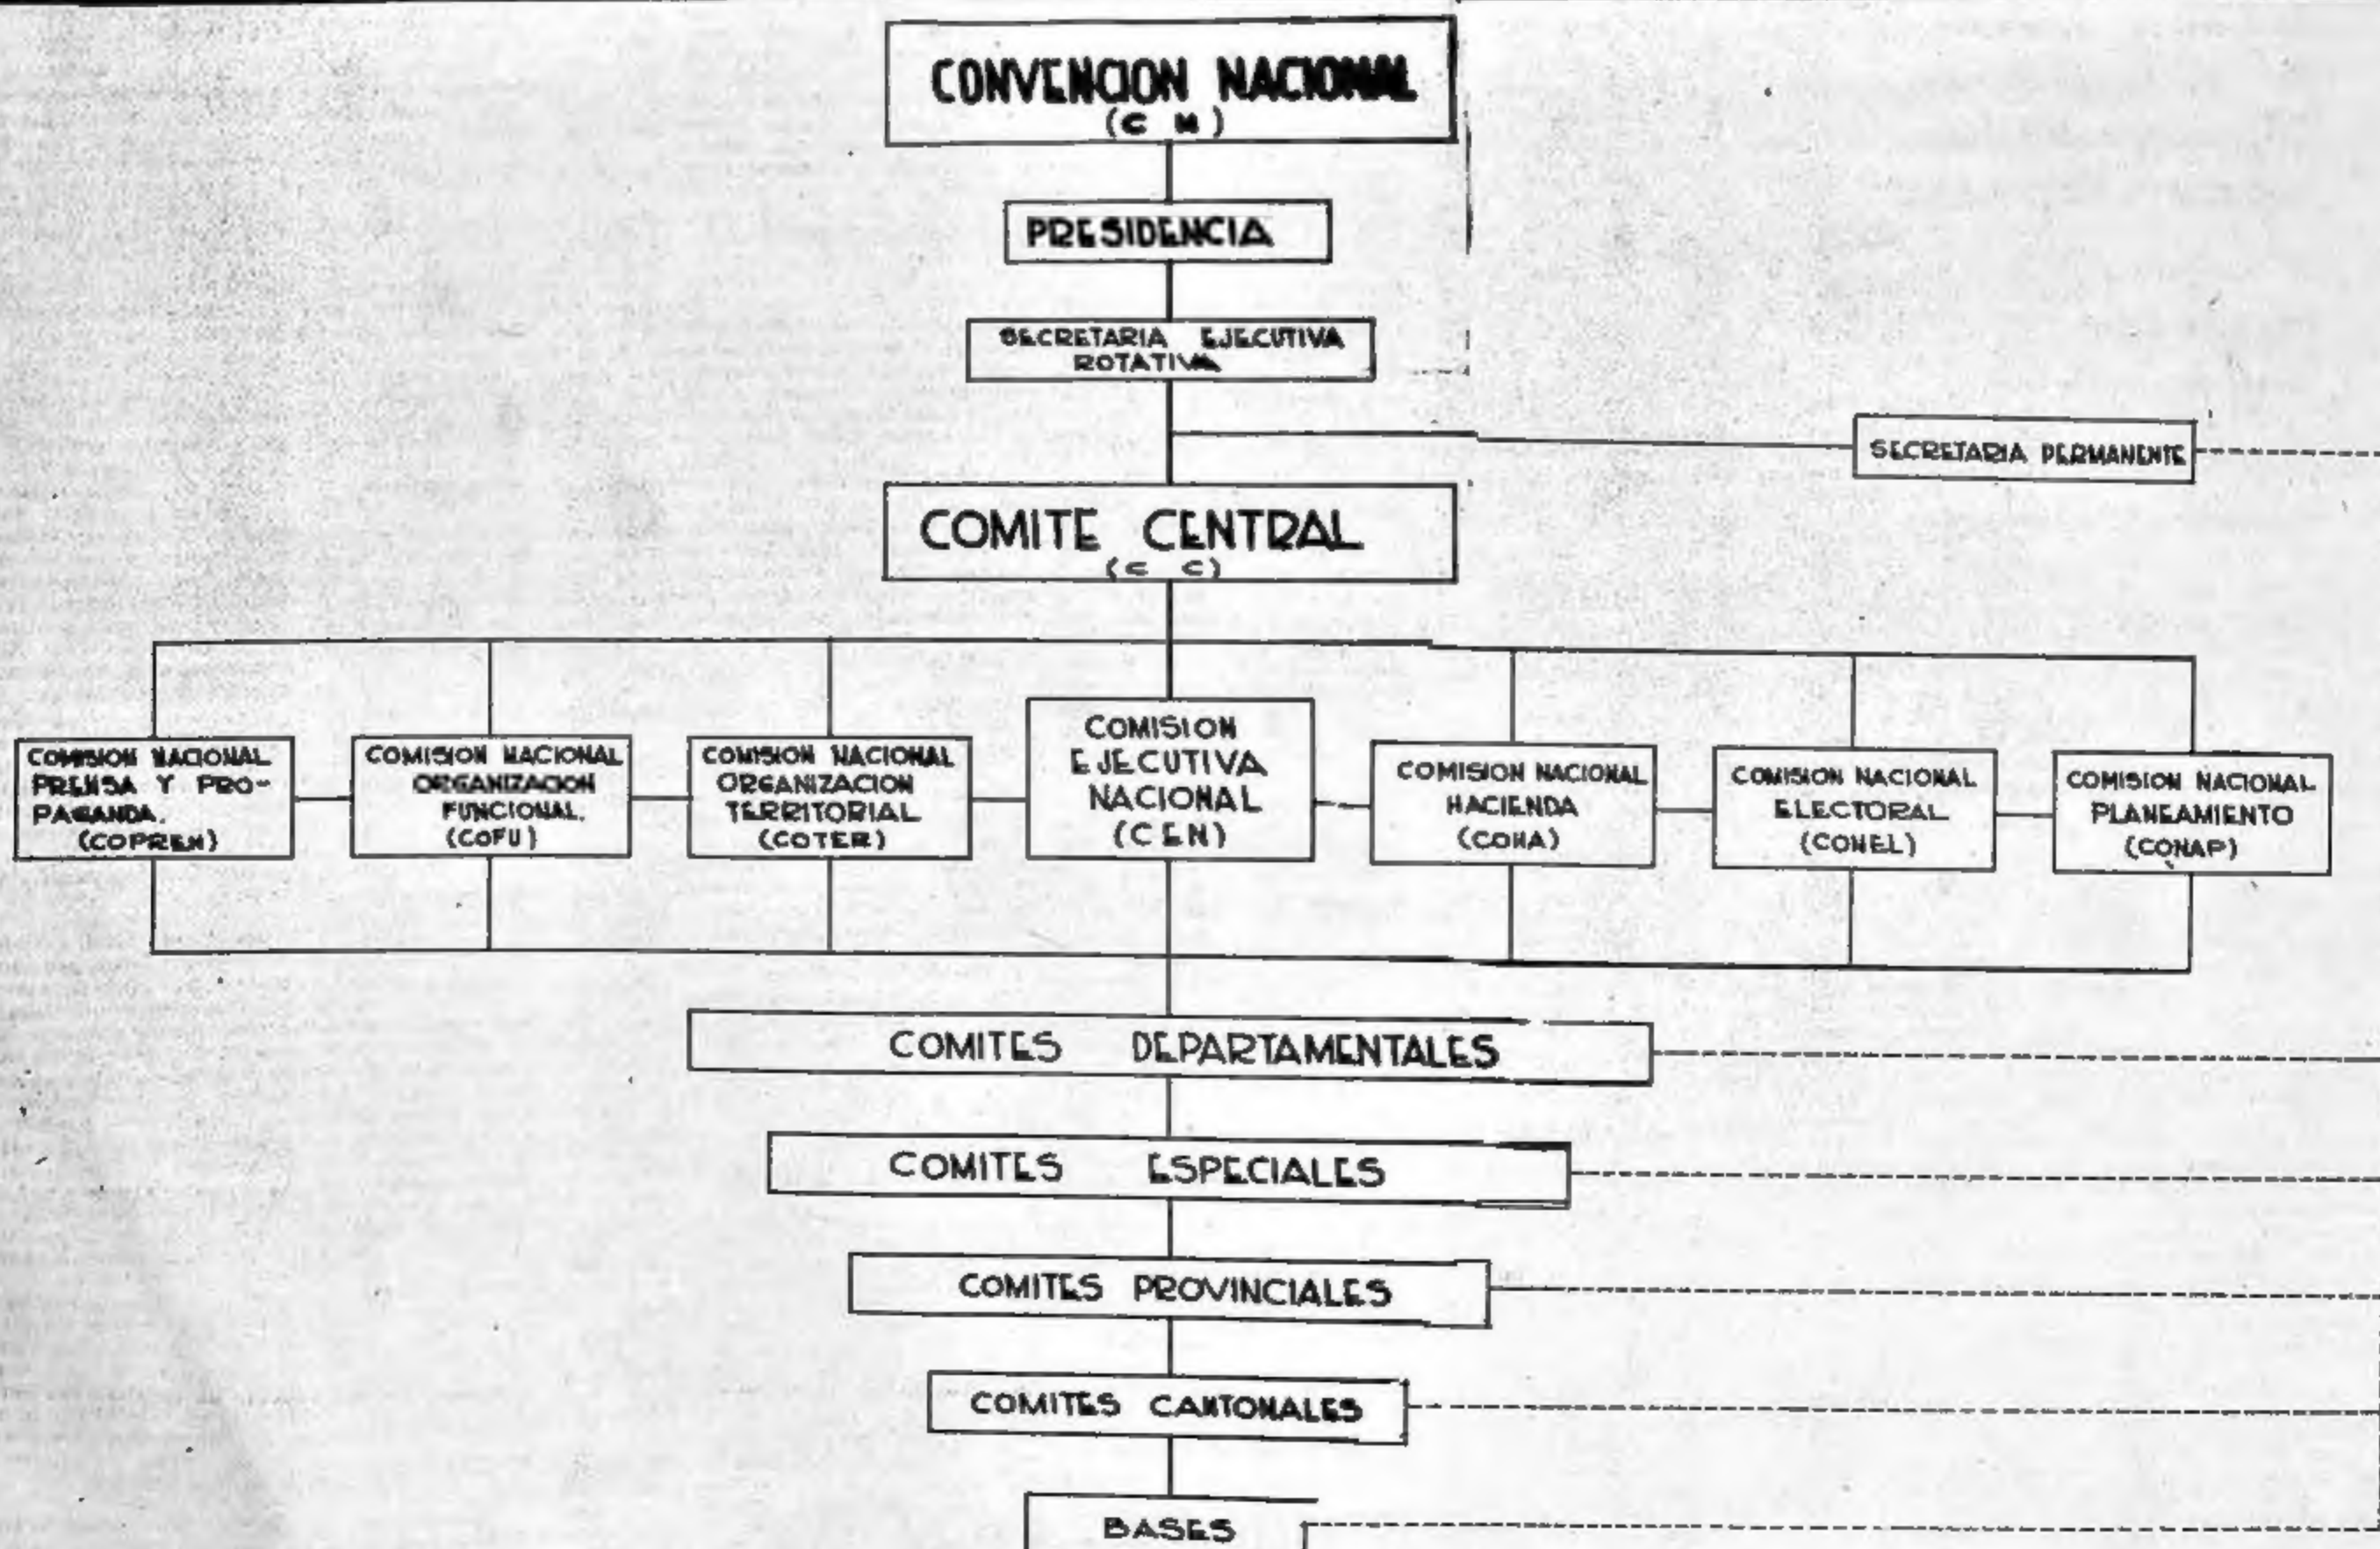 CONVENCION NACIONAL
(C N)
PRESIDENCIA
SECRETARIA EJECUTIVA
ROTATIVA
SECRETARIA PERMANENTE
COMITE CENTRAL
(C C)
COMISION NACIONAL
PRENSA Y PRO-
PAGANDA.
(COPREN)
COMISION NACIONAL
ORGANIZACION
FUNCIONAL.
(COFU)
COMISION NACIONAL
ORGANIZACION
TERRITORIAL
(COTER)
COMISION
EJECUTIVA
NACIONAL
(CEN)
COMISION NACIONAL
HACIENDA
(COHA)
COMISION NACIONAL
ELECTORAL
(CONEL)
COMISION NACIONAL
PLANEAMIENTO
(CONAP)
COMITES DEPARTAMENTALES
COMITES ESPECIALES
COMITES PROVINCIALES
COMITES CANTONALES
BASES